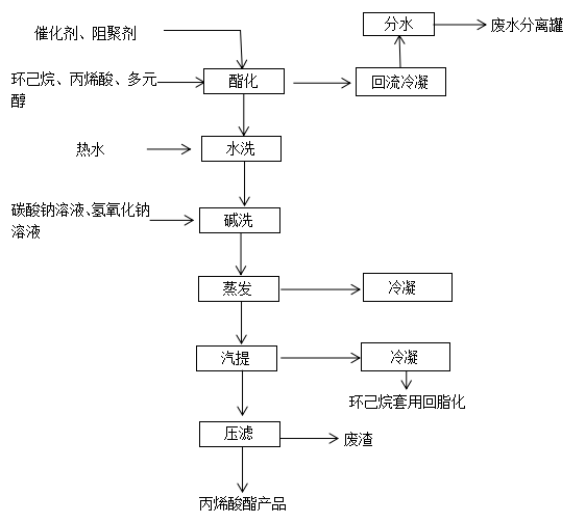 催化剂、阻聚剂
分水
废水分离罐
环己烷、丙烯酸、多元
醇
酯化
回流冷凝
热水
水洗
碳酸钠溶液、氢氧化钠
溶液
碱洗
蒸发
冷凝
汽提
冷凝
环己烷套用回脂化
压滤
废渣
丙烯酸酯产品